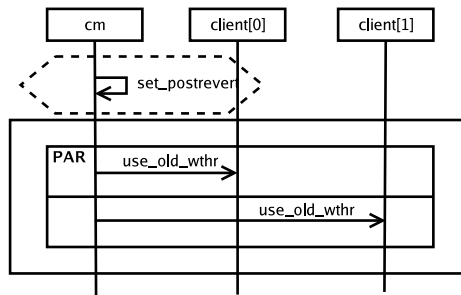 cm client[0] client[1]
set_postrevert
PAR
use_old_wthr
use_old_wthr